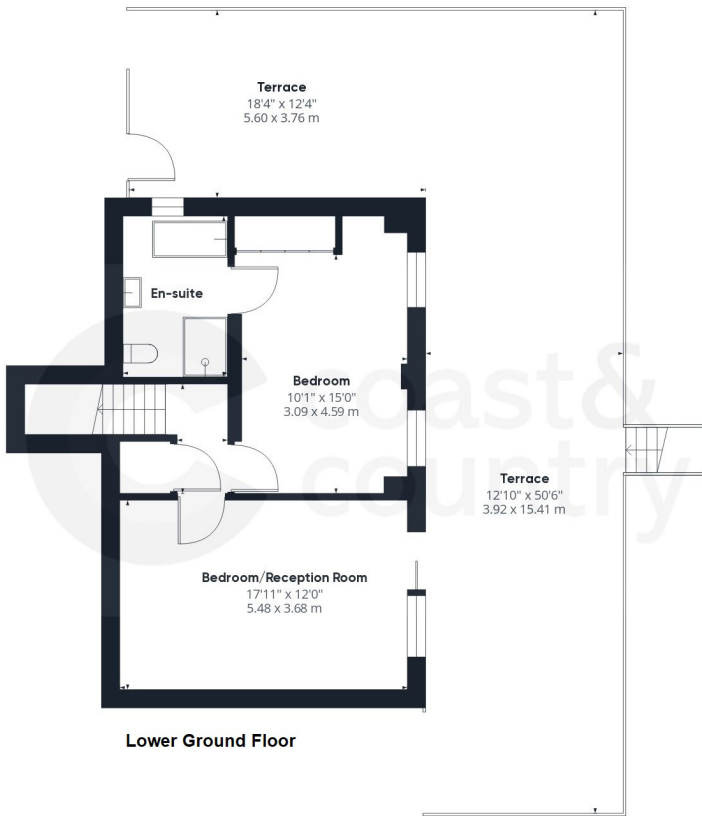 Terrace
18'4" x 12'4"
5.60 x 3.76 m
En-suite
Bedroom
10'1" x 15'0"
3.09 x 4.59 m
coast&
country
Terrace
12'10" x 50'6"
3.92 x 15.41 m
Bedroom/Reception Room
17'11" x 12'0"
5.48 x 3.68 m
Lower Ground Floor